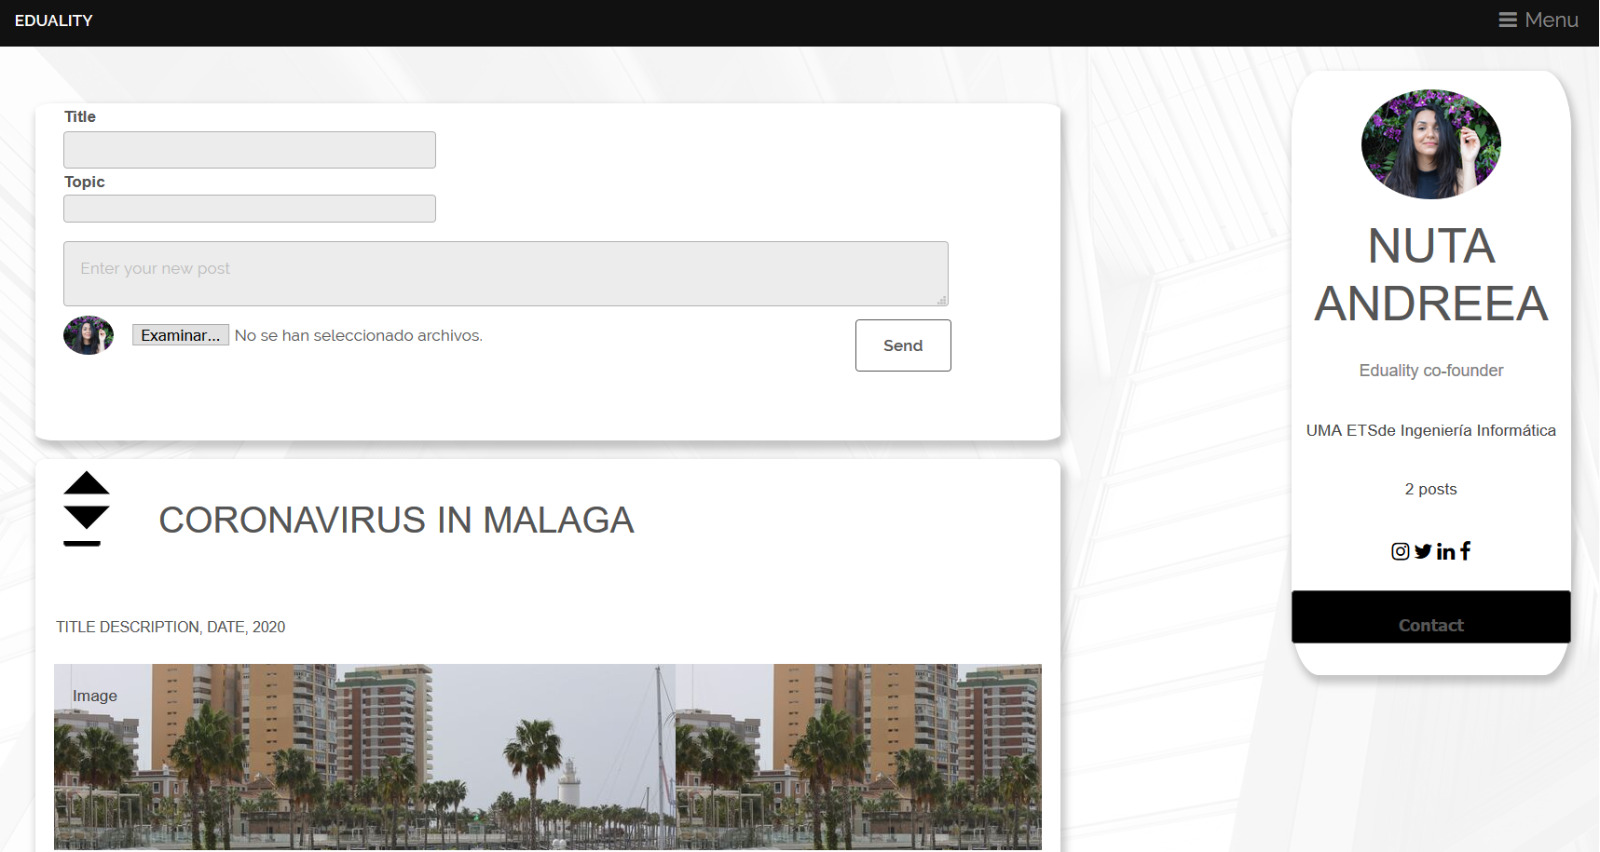 EDUALITY
Menu
Title
Topic
Enter your new post
Examinar... No se han seleccionado archivos.
Send
CORONAVIRUS IN MALAGA
TITLE DESCRIPTION, DATE, 2020
Image
NUTA
ANDREEA
Eduality co-founder
UMA ETSde Ingeniería Informática
2 posts
Contact